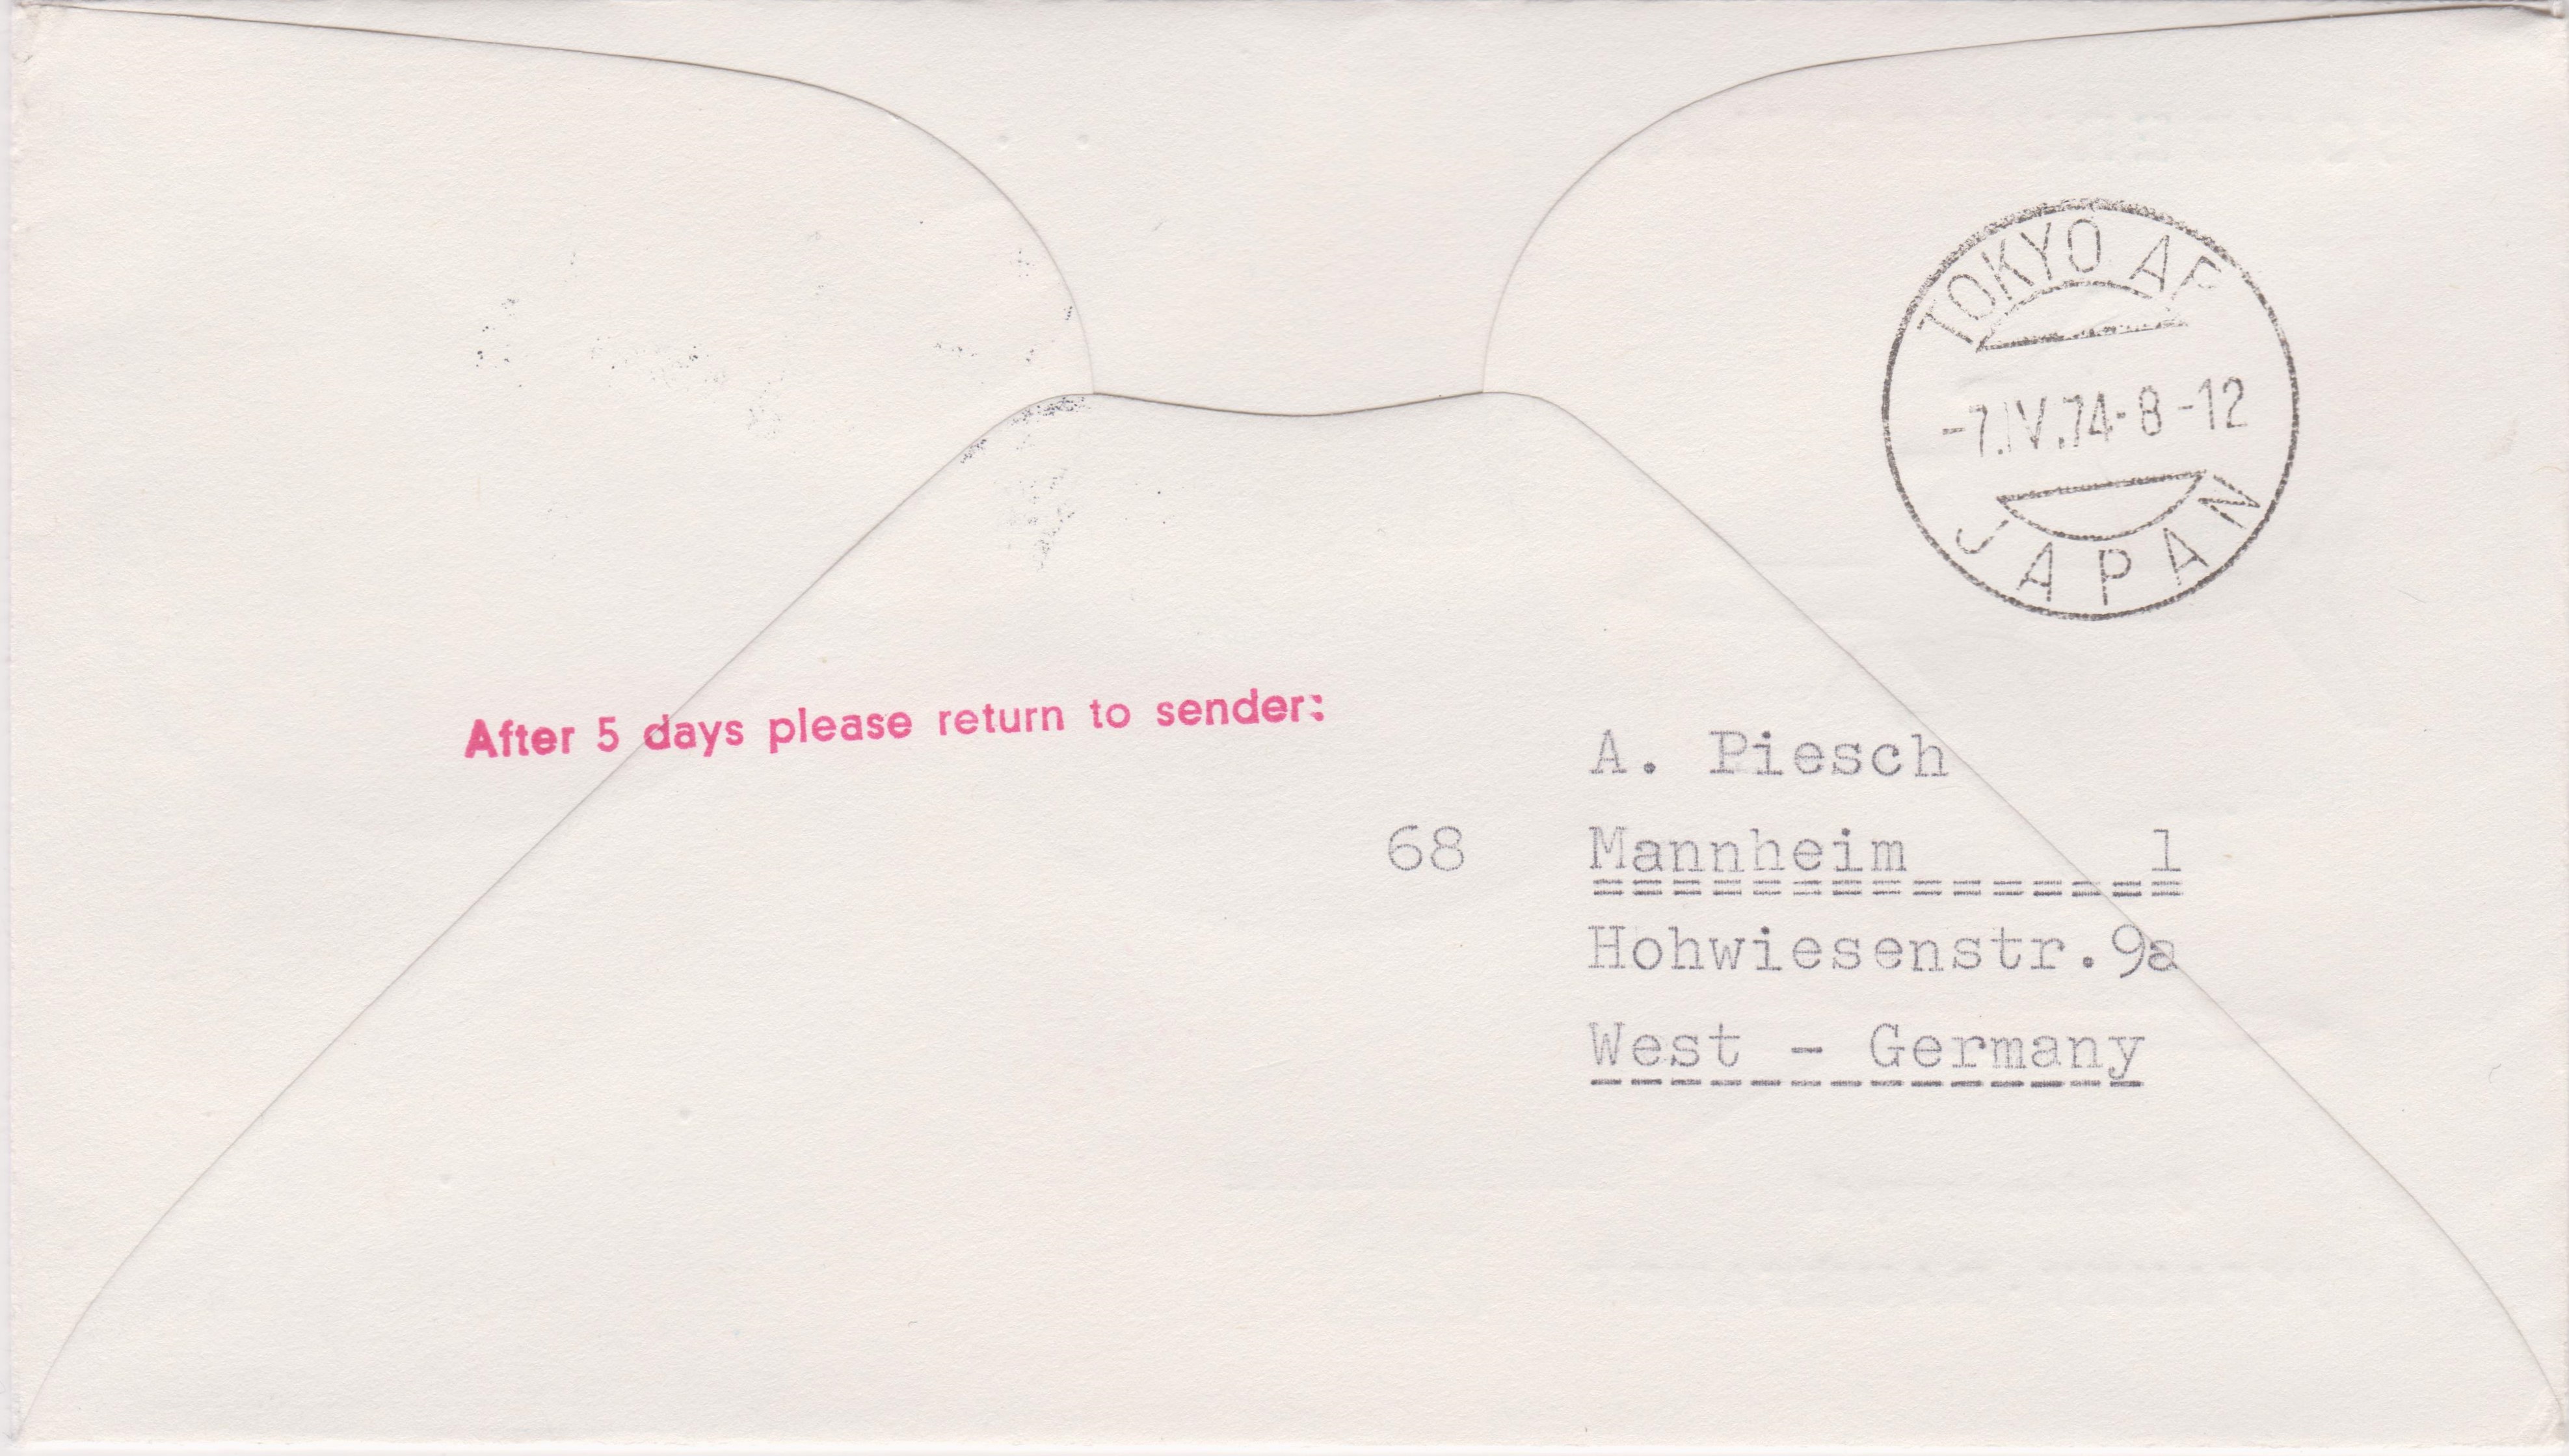 TOKYO AP
-7.IV.74-8-12
JAPAN
After 5 days please return to sender:
A. Piesch
68 Mannheim 1
Hohwiesenstr.9a
West - Germany